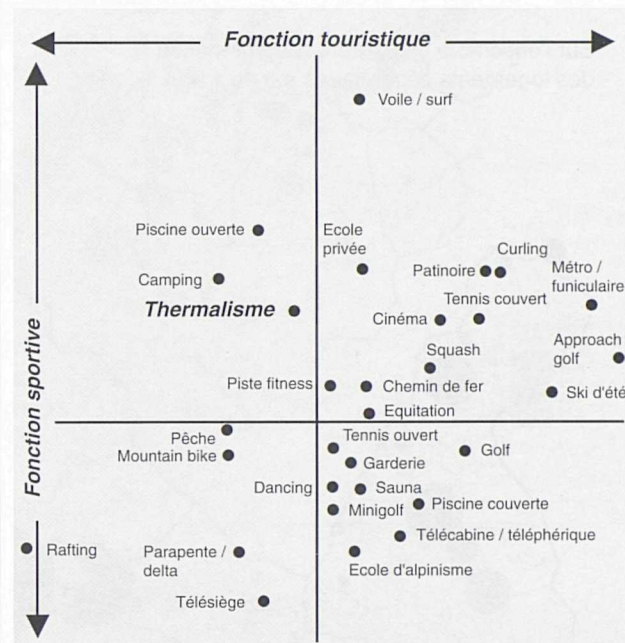 Fonction touristique
Voile / surf
Piscine ouverte
Ecole
privée
Curling
Patinoire
Métro /
funiculaire
Camping
Tennis couvert
Thermalisme
Cinéma
Squash
Approach
golf
Piste fitness
Chemin de fer
Ski d'été
Equitation
Fonction sportive
Pêche
Tennis ouvert
Mountain bike
Golf
Garderie
Dancing
Sauna
Minigolf
Piscine couverte
Télécabine / téléphérique
Rafting
Parapente /
delta
Ecole d'alpinisme
Télésiège